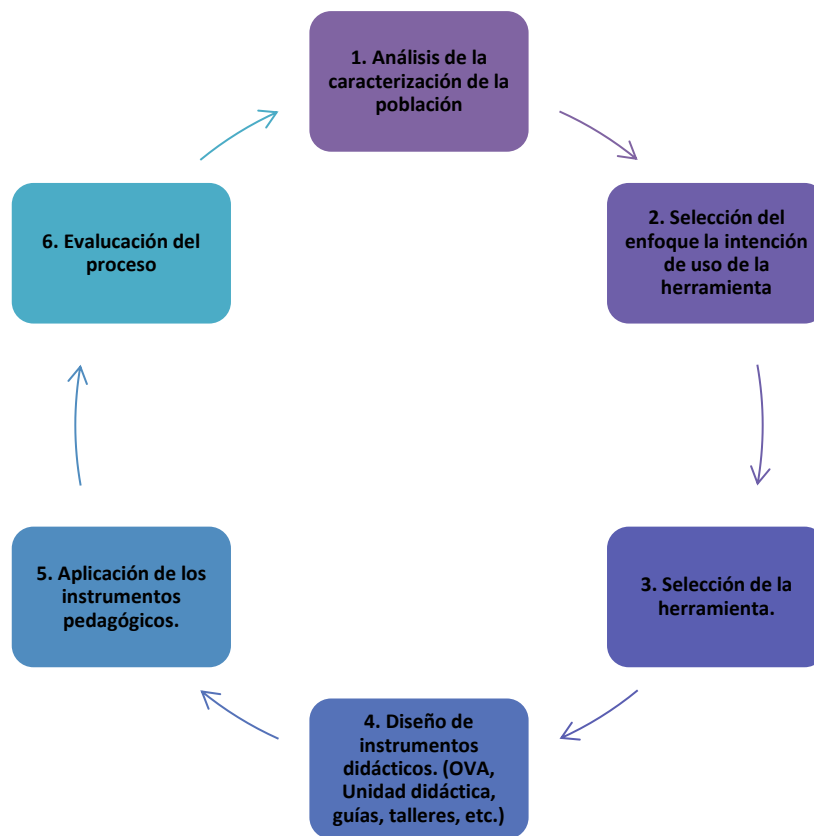 1. Análisis de la
caracterización de la
población
2. Selección del
enfoque la intención
de uso de la
herramienta
3. Selección de la
herramienta.
4. Diseño de
instrumentos
didácticos. (OVA,
Unidad didáctica,
guías, talleres, etc.)
5. Aplicación de los
instrumentos
pedagógicos.
6. Evalucación del
proceso